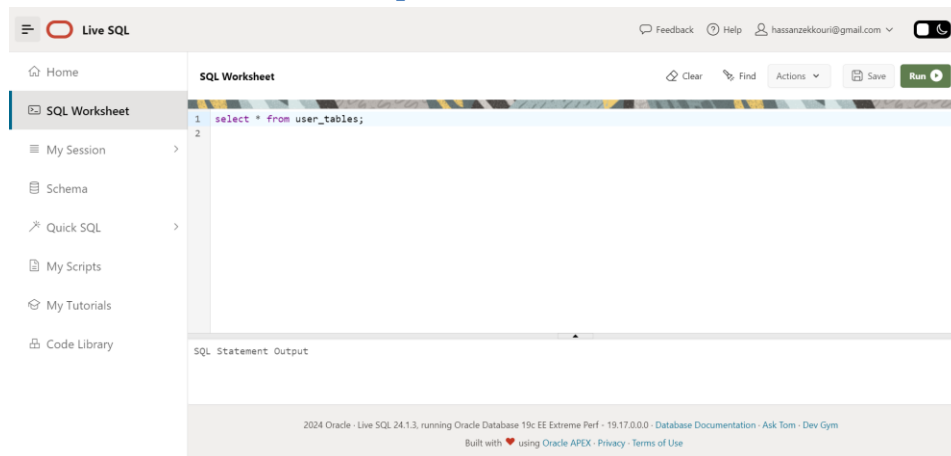 Live SQL
Feedback Help hassanzekkouri@gmail.com
Home
SQL Worksheet
My Session
Schema
Quick SQL
My Scripts
My Tutorials
Code Library
SQL Worksheet
Clear Find Actions Save Run
1 select * from user_tables;
2
SQL Statement Output
2024 Oracle · Live SQL 24.1.3, running Oracle Database 19c EE Extreme Perf - 19.17.0.0.0 · Database Documentation · Ask Tom · Dev Gym
Built with ❤ using Oracle APEX · Privacy · Terms of Use